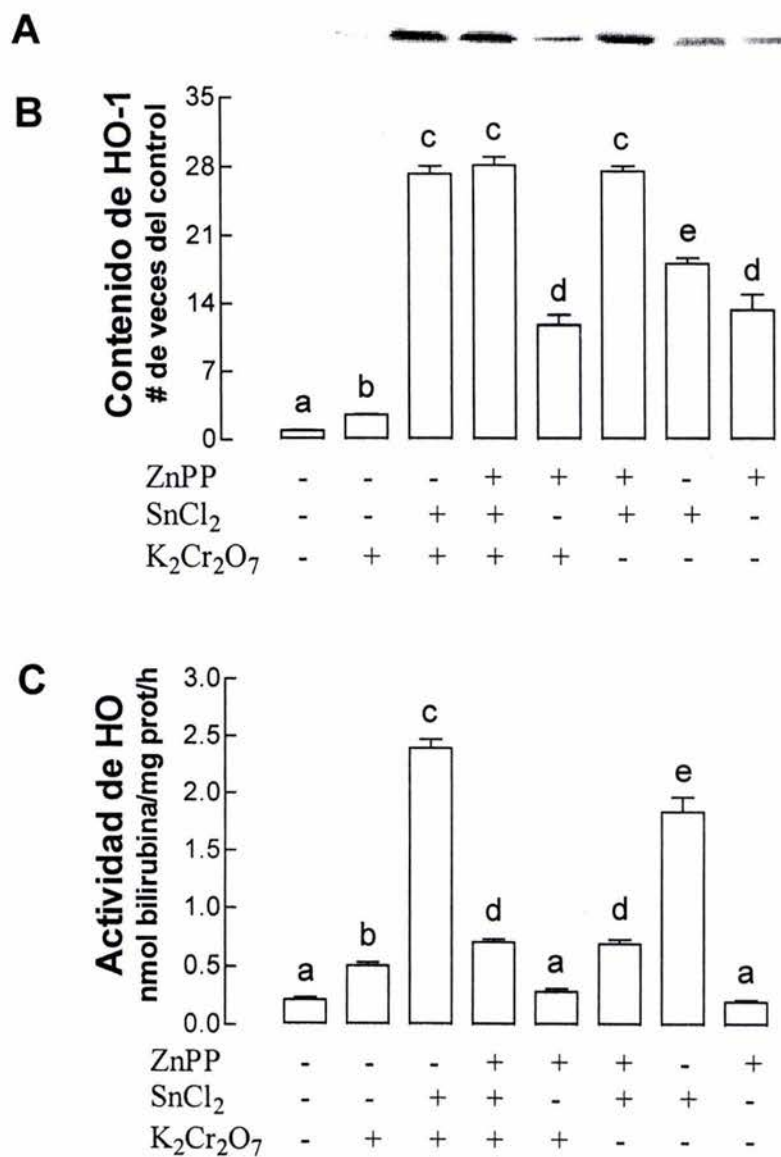 A
B
Contenido de HO-1
# de veces del control
35
28
21
14
7
0
a b c c d c e d
ZnPP - - - + + + - +
SnCl2 - - + + - + + -
K2Cr2O7 - + + + + - - -
C
Actividad de HO
nmol bilirubina/mg prot/h
3.0
2.5
2.0
1.5
1.0
0.5
0.0
a b c d a d e a
ZnPP - - - + + + - +
SnCl2 - - + + - + + -
K2Cr2O7 - + + + + - - -